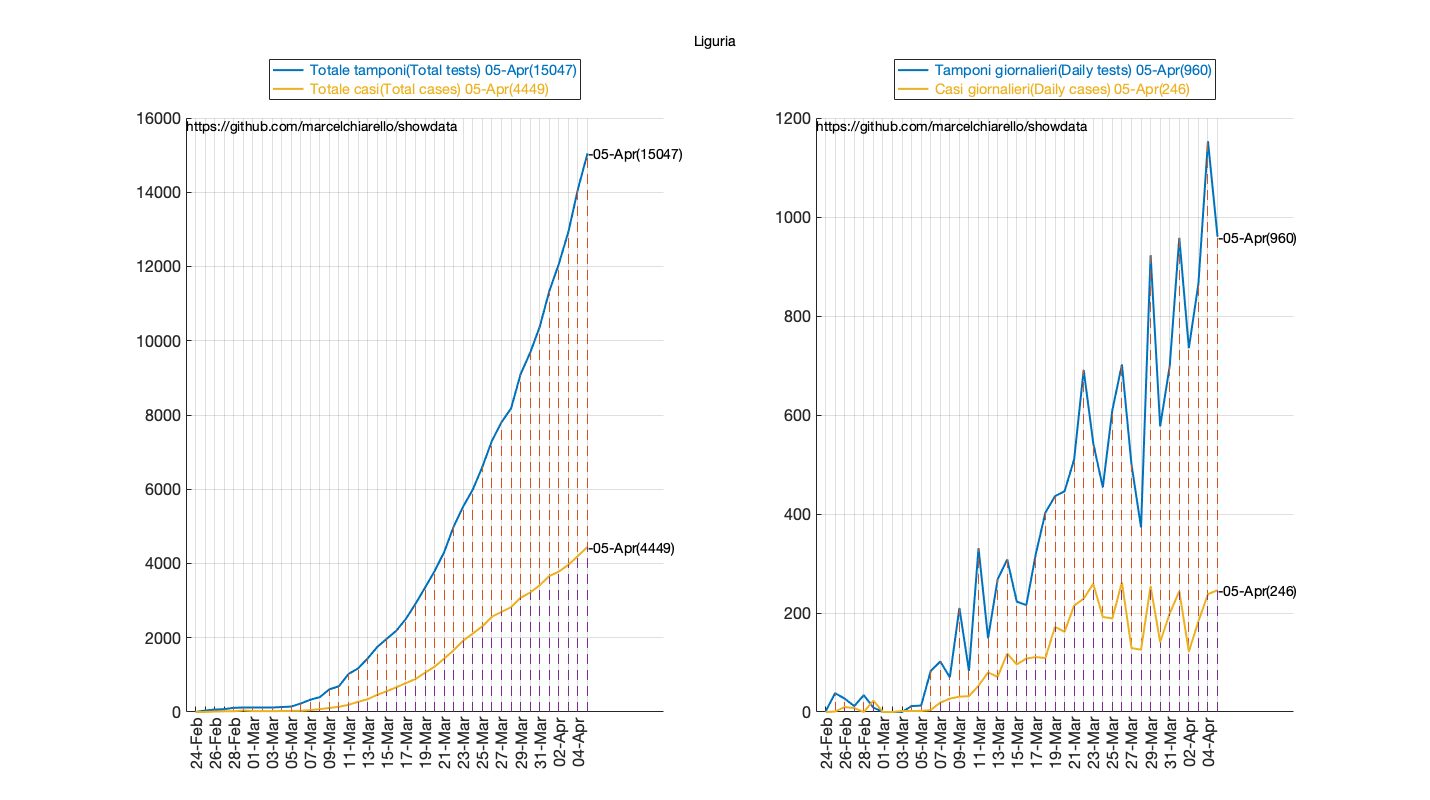 Liguria
Totale tamponi(Total tests) 05-Apr(15047)
Totale casi(Total cases) 05-Apr(4449)
https://github.com/marcelchiarello/showdata
16000
14000
12000
10000
8000
6000
4000
2000
0
-05-Apr(15047)
-05-Apr(4449)
24-Feb
26-Feb
28-Feb
01-Mar
03-Mar
05-Mar
07-Mar
09-Mar
11-Mar
13-Mar
15-Mar
17-Mar
19-Mar
21-Mar
23-Mar
25-Mar
27-Mar
29-Mar
31-Mar
02-Apr
04-Apr
Tamponi giornalieri(Daily tests) 05-Apr(960)
Casi giornalieri(Daily cases) 05-Apr(246)
https://github.com/marcelchiarello/showdata
1200
1000
800
600
400
200
0
-05-Apr(960)
-05-Apr(246)
24-Feb
26-Feb
28-Feb
01-Mar
03-Mar
05-Mar
07-Mar
09-Mar
11-Mar
13-Mar
15-Mar
17-Mar
19-Mar
21-Mar
23-Mar
25-Mar
27-Mar
29-Mar
31-Mar
02-Apr
04-Apr